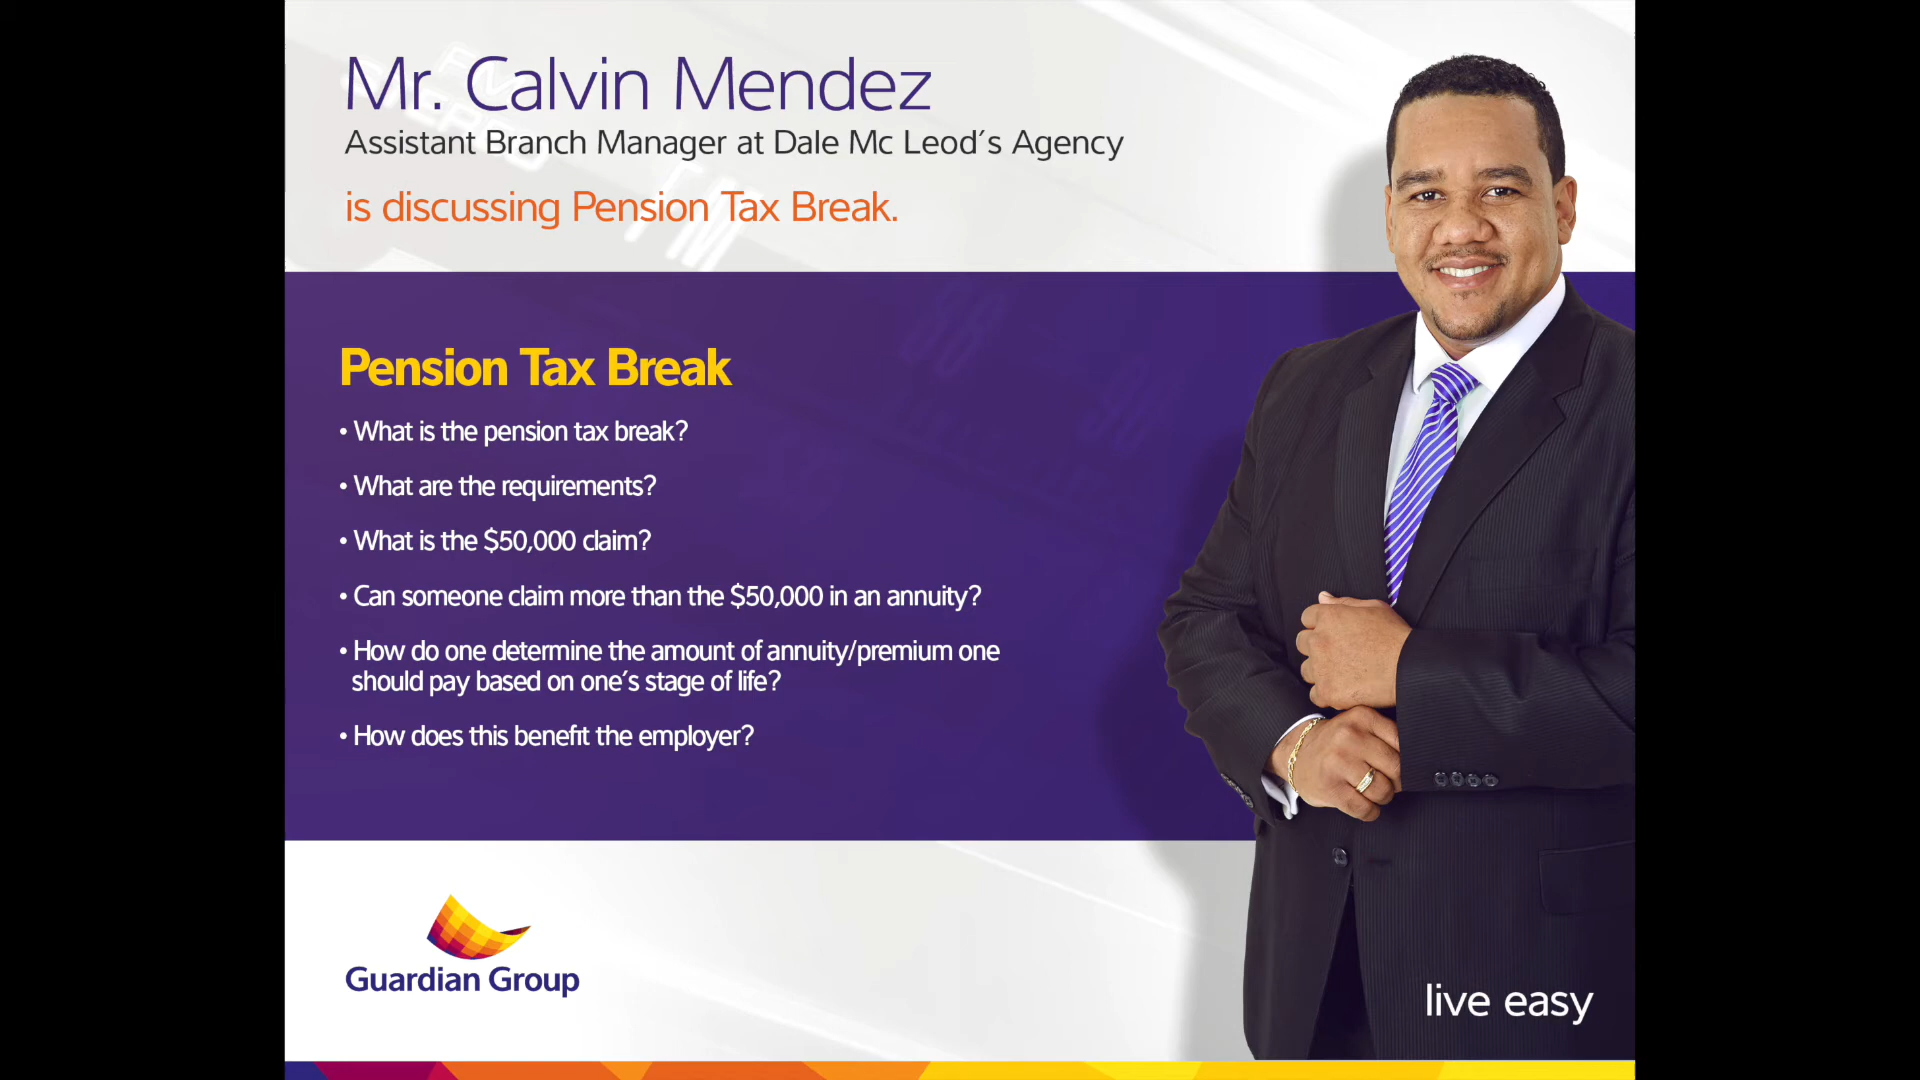 Mr. Calvin Mendez
Assistant Branch Manager at Dale Mc Leod's Agency
is discussing Pension Tax Break.
Pension Tax Break
• What is the pension tax break?
• What are the requirements?
• What is the $50,000 claim?
• Can someone claim more than the $50,000 in an annuity?
• How do one determine the amount of annuity/premium one
should pay based on one's stage of life?
• How does this benefit the employer?
Guardian Group
live easy